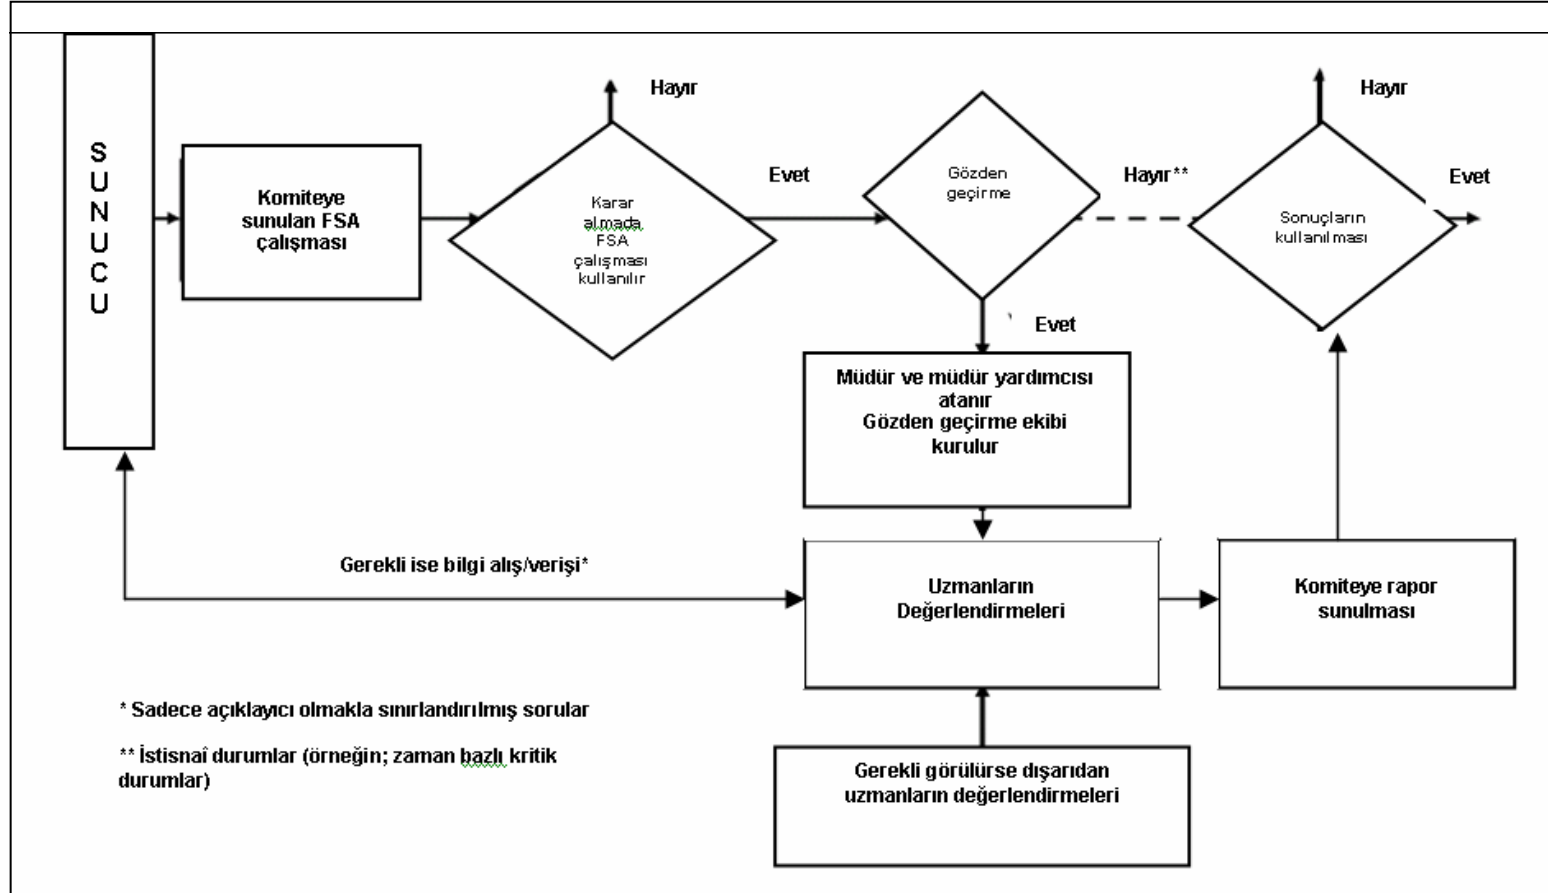 S
U
N
U
C
U
Komiteye
sunulan FSA
çalışması
Hayır
Karar
almada
FSA
çalışması
kullanılır
Evet
Gözden
geçirme
Hayır**
Evet
Hayır
Sonuçların
kullanılması
Evet
Müdür ve müdür yardımcısı
atanır
Gözden geçirme ekibi
kurulur
Gerekli ise bilgi alış/verişi*
Uzmanların
Değerlendirmeleri
Komiteye rapor
sunulması
Gerekli görülürse dışarıdan
uzmanların değerlendirmeleri
* Sadece açıklayıcı olmakla sınırlandırılmış sorular
** İstisnaî durumlar (örneğin; zaman bazlı kritik
durumlar)